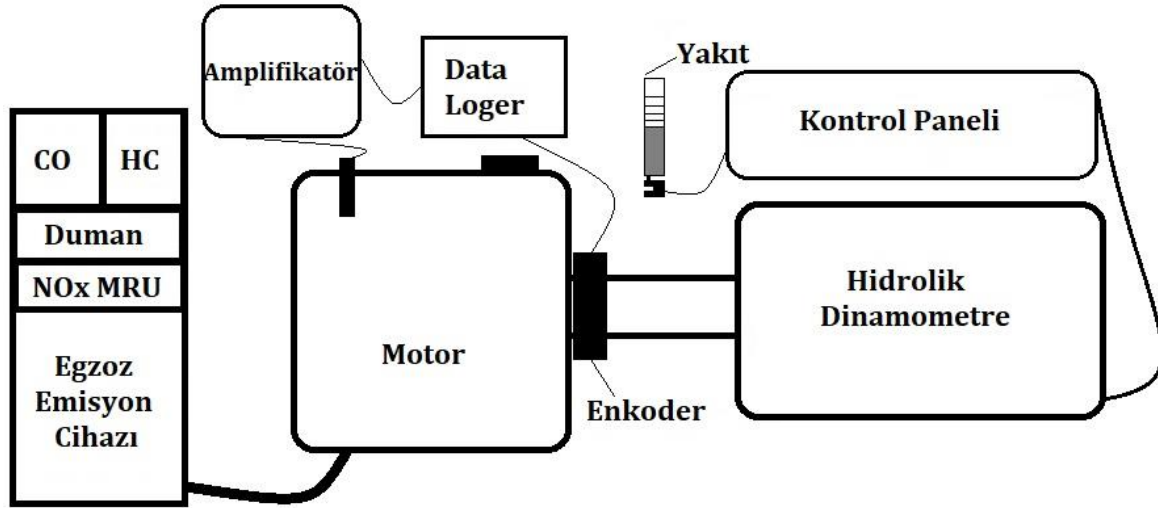 Amplifikatör
Data
Loger
Yakıt
Kontrol Paneli
CO
HC
Duman
NOx MRU
Egzoz
Emisyon
Cihazı
Motor
Enkoder
Hidrolik
Dinamometre